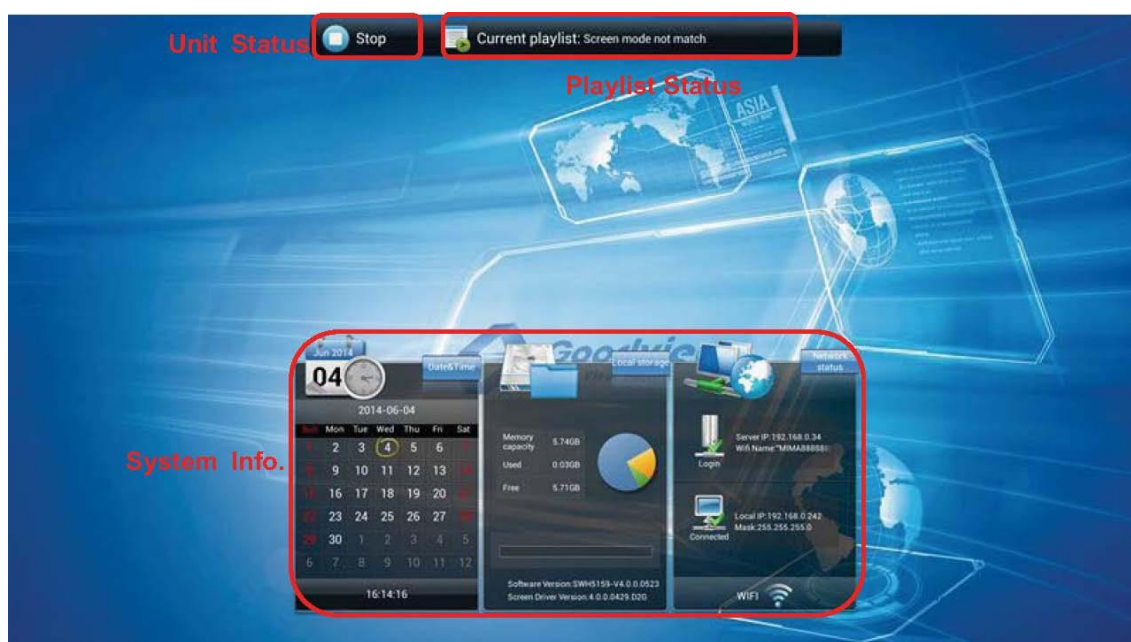 Unit Status
Stop
Current playlist: Screen mode not match
Playlist Status
ASIA
System Info.
Jun 2014
04
Date&Time
2014-06-04
Sun Mon Tue Wed Thu Fri Sat
1 2 3 4 5 6 7
8 9 10 11 12 13 14
15 16 17 18 19 20 21
22 23 24 25 26 27 28
29 30 1 2 3 4 5
6 7 8 9 10 11 12
16:14:16
Goodvie
Local storage
Memory capacity 5.74GB
Used 0.03GB
Free 5.71GB
Software Version:SWH5159-V4.0.0.0523
Screen Driver Version:4.0.0.0429.D2G
Network status
Server IP:192.168.0.34
Wifi Name:"MIMA88888
Login
Local IP:192.168.0.242
Mask:255.255.255.0
Connected
WIFI